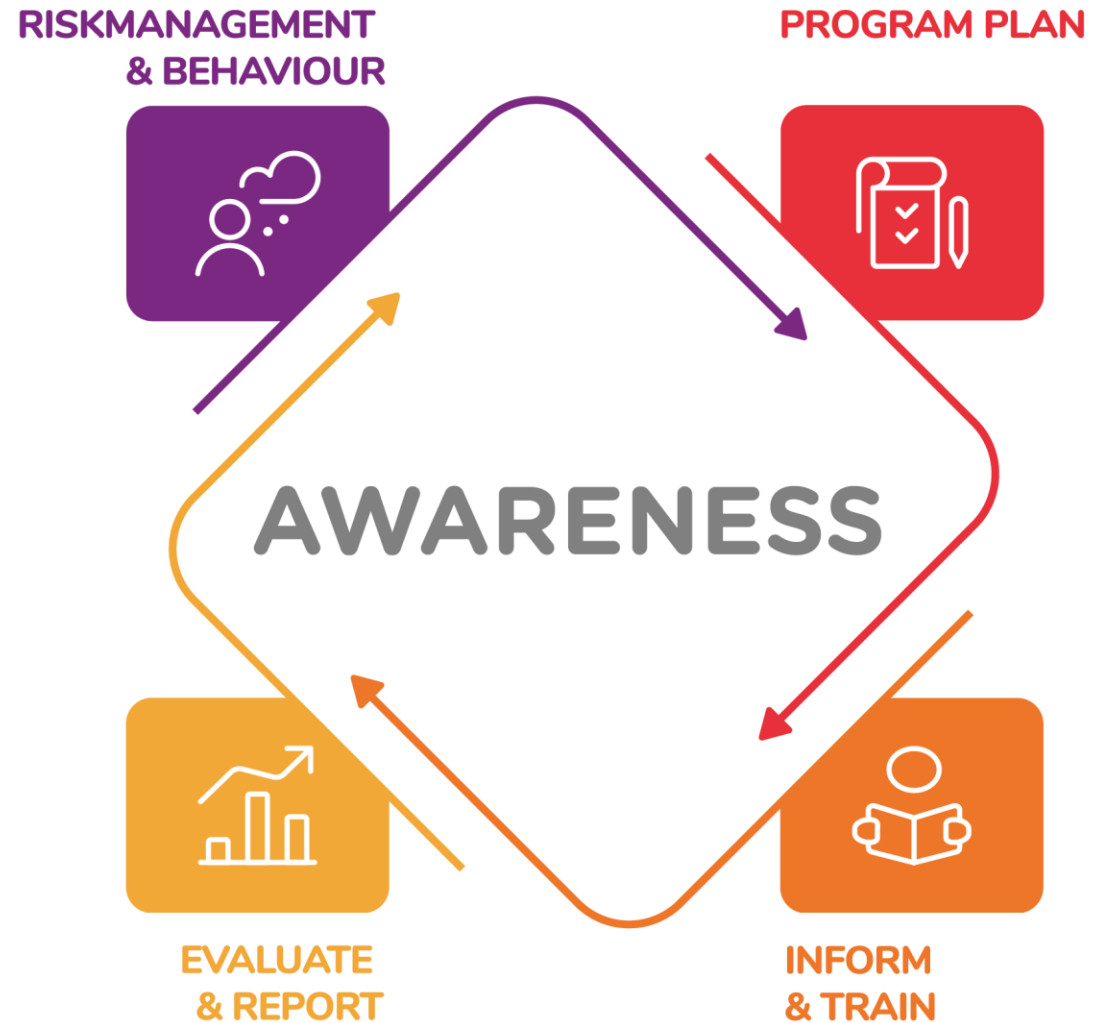 RISKMANAGEMENT
& BEHAVIOUR
PROGRAM PLAN
AWARENESS
EVALUATE
& REPORT
INFORM
& TRAIN